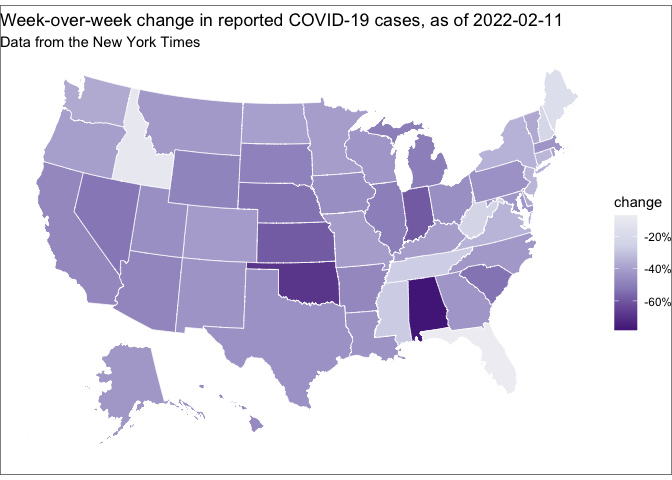 Week-over-week change in reported COVID-19 cases, as of 2022-02-11
Data from the New York Times
change
-20%
-40%
-60%